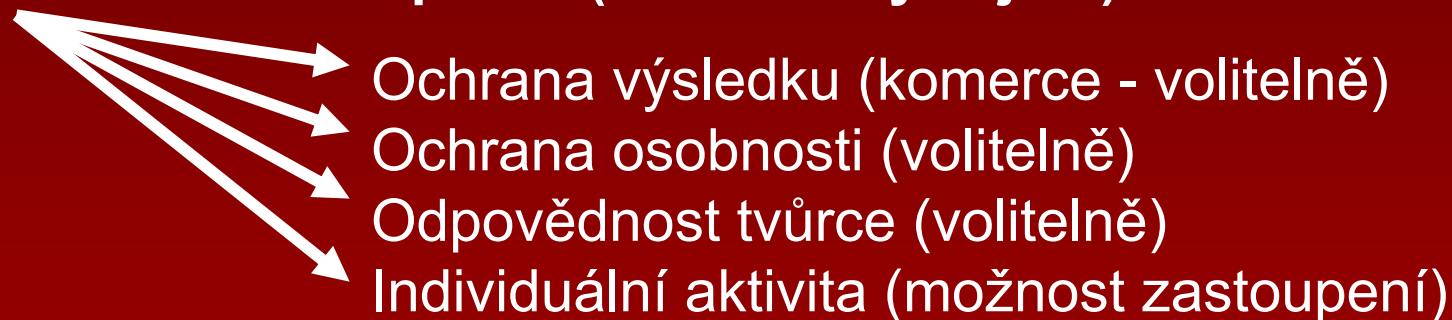 Ochrana výsledku (komerce - volitelně)
Ochrana osobnosti (volitelně)
Odpovědnost tvůrce (volitelně)
Individuální aktivita (možnost zastoupení)